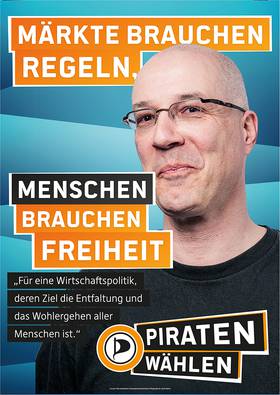 MÄRKTE BRAUCHEN
REGELN,
MENSCHEN
BRAUCHEN
FREIHEIT
„Für eine Wirtschaftspolitik,
deren Ziel die Entfaltung und
das Wohlergehen aller
Menschen ist.“
PIRATEN
WÄHLEN